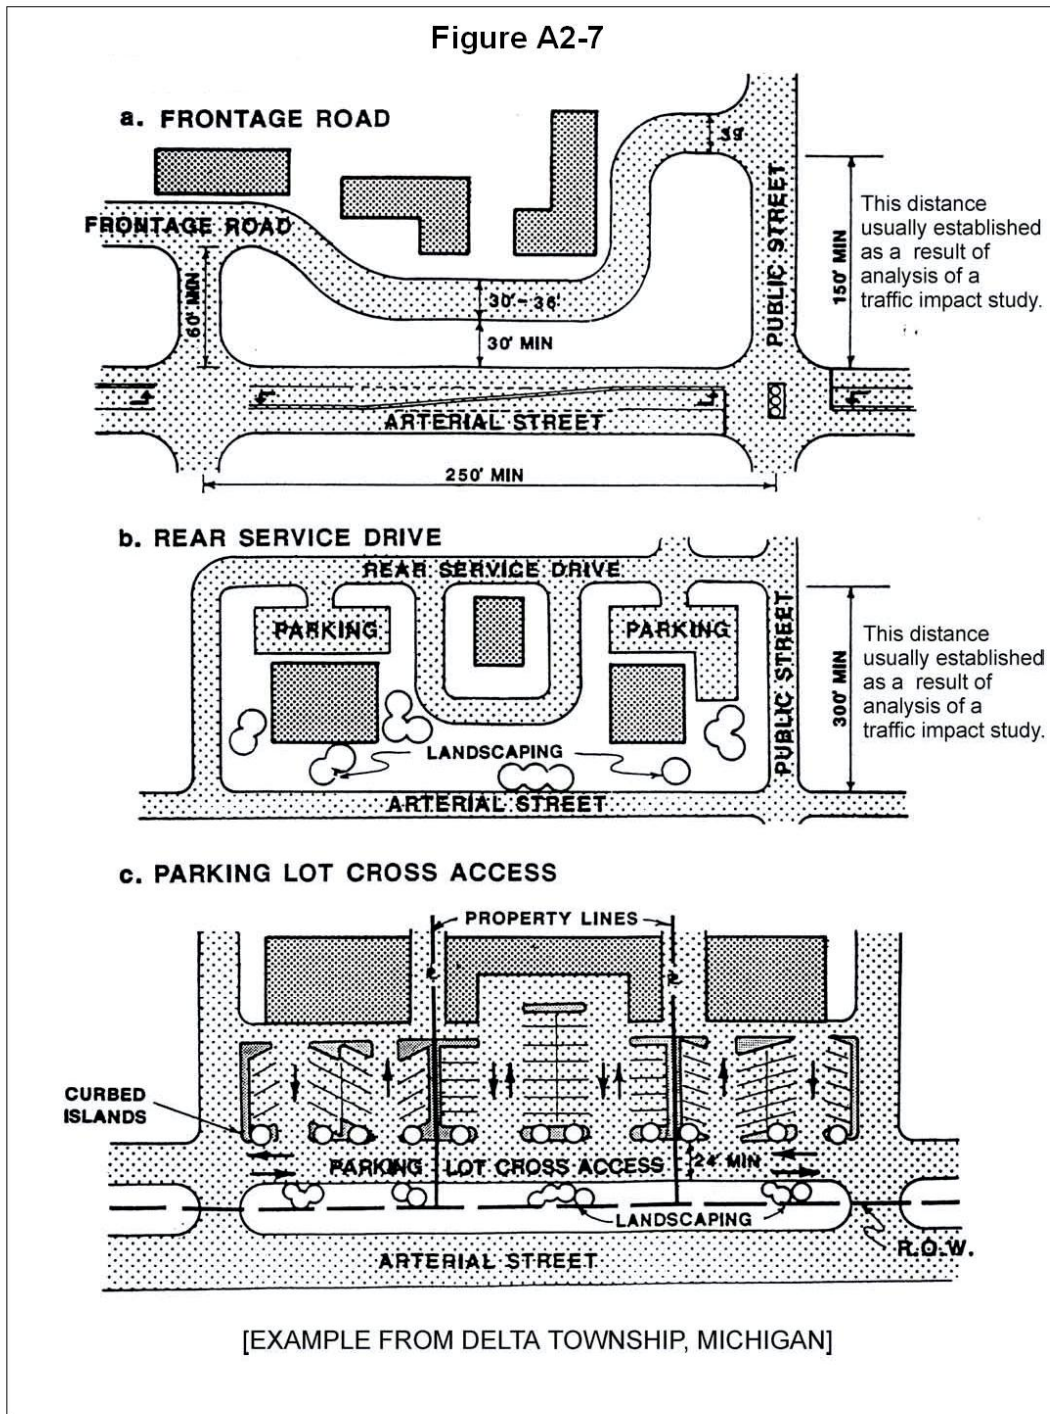 Figure A2-7
a. FRONTAGE ROAD
39'
FRONTAGE ROAD
60' MIN
30' - 36'
30' MIN
PUBLIC STREET
150' MIN
This distance
usually established
as a result of
analysis of a
traffic impact study.
ARTERIAL STREET
250' MIN
b. REAR SERVICE DRIVE
REAR SERVICE DRIVE
PARKING
PARKING
PUBLIC STREET
300' MIN
This distance
usually established
as a result of
analysis of a
traffic impact study.
LANDSCAPING
ARTERIAL STREET
c. PARKING LOT CROSS ACCESS
PROPERTY LINES
CURBED
ISLANDS
PARKING LOT CROSS ACCESS
24' MIN
LANDSCAPING
R.O.W.
ARTERIAL STREET
[EXAMPLE FROM DELTA TOWNSHIP, MICHIGAN]